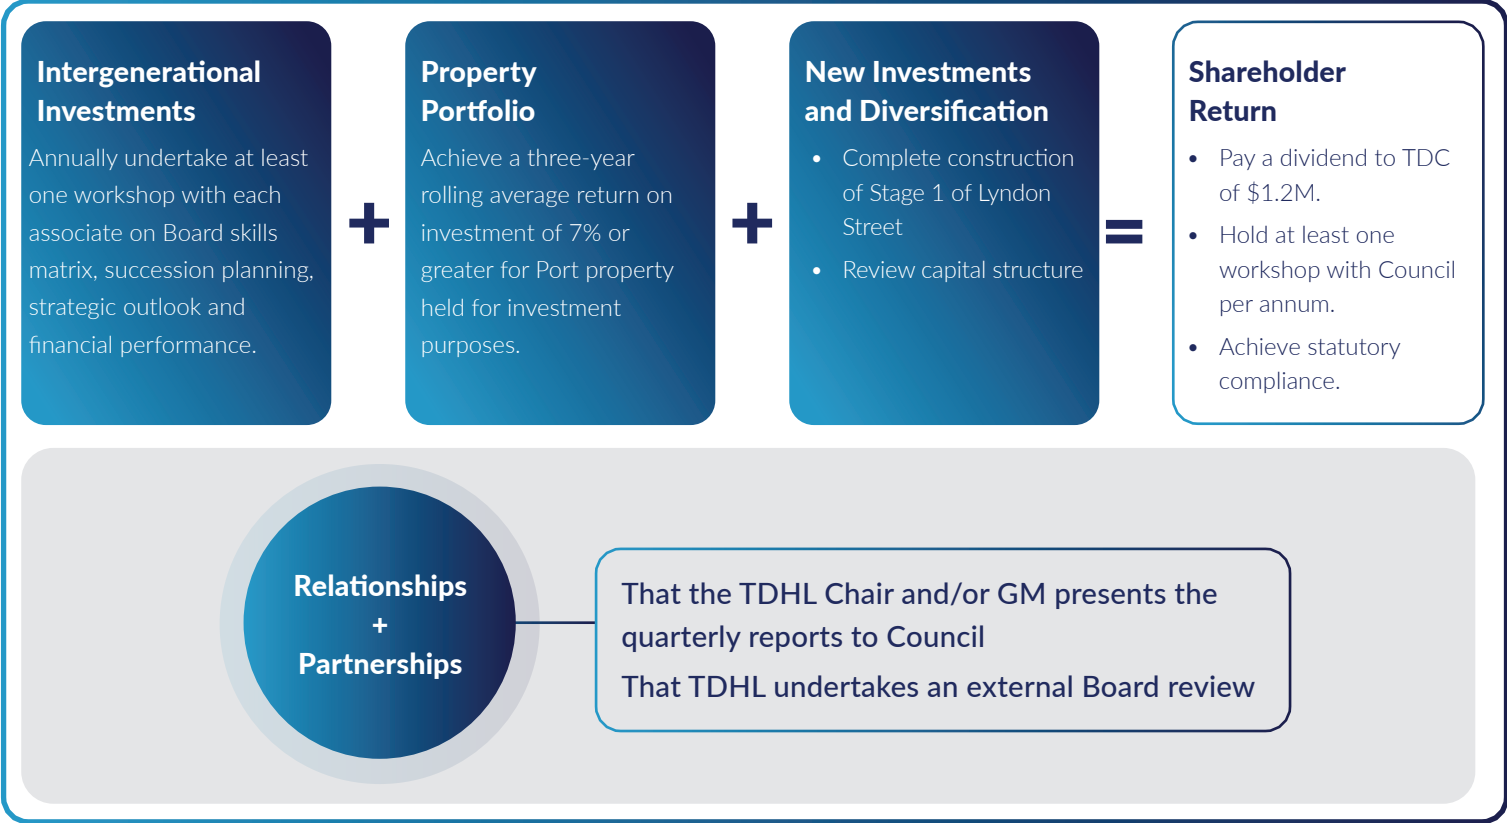 Intergenerational
Investments
Annually undertake at least
one workshop with each
associate on Board skills
matrix, succession planning,
strategic outlook and
financial performance.
+
Property
Portfolio
Achieve a three-year
rolling average return on
investment of 7% or
greater for Port property
held for investment
purposes.
+
New Investments
and Diversification
• Complete construction
of Stage 1 of Lyndon
Street
• Review capital structure
=
Shareholder
Return
• Pay a dividend to TDC
of $1.2M.
• Hold at least one
workshop with Council
per annum.
• Achieve statutory
compliance.
Relationships
+
Partnerships
That the TDHL Chair and/or GM presents the
quarterly reports to Council
That TDHL undertakes an external Board review